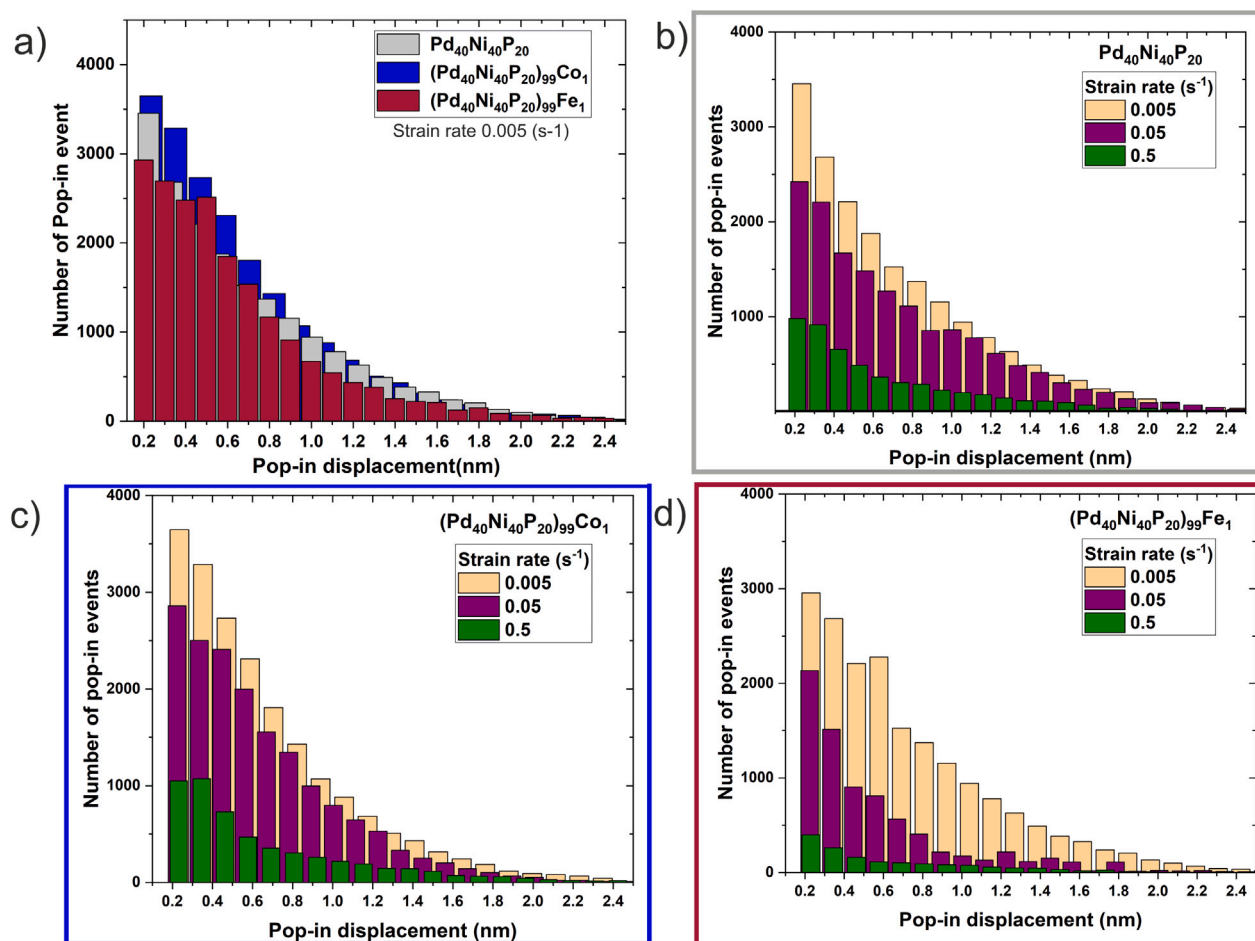 a)
Pd₄₀Ni₄₀P₂₀
(Pd₄₀Ni₄₀P₂₀)₉₉Co₁
(Pd₄₀Ni₄₀P₂₀)₉₉Fe₁
Strain rate 0.005 (s-1)
Number of Pop-in event
4000
3000
2000
1000
0
0.2 0.4 0.6 0.8 1.0 1.2 1.4 1.6 1.8 2.0 2.2 2.4
Pop-in displacement(nm)
b)
Pd₄₀Ni₄₀P₂₀
Strain rate (s⁻¹)
0.005
0.05
0.5
Number of pop-in events
4000
3000
2000
1000
0.2 0.4 0.6 0.8 1.0 1.2 1.4 1.6 1.8 2.0 2.2 2.4
Pop-in displacement (nm)
c)
(Pd₄₀Ni₄₀P₂₀)₉₉Co₁
Strain rate (s⁻¹)
0.005
0.05
0.5
Number of pop-in events
4000
3000
2000
1000
0
0.2 0.4 0.6 0.8 1.0 1.2 1.4 1.6 1.8 2.0 2.2 2.4
Pop-in displacement (nm)
d)
(Pd₄₀Ni₄₀P₂₀)₉₉Fe₁
Strain rate (s⁻¹)
0.005
0.05
0.5
Number of pop-in events
4000
3000
2000
1000
0
0.2 0.4 0.6 0.8 1.0 1.2 1.4 1.6 1.8 2.0 2.2 2.4
Pop-in displacement (nm)